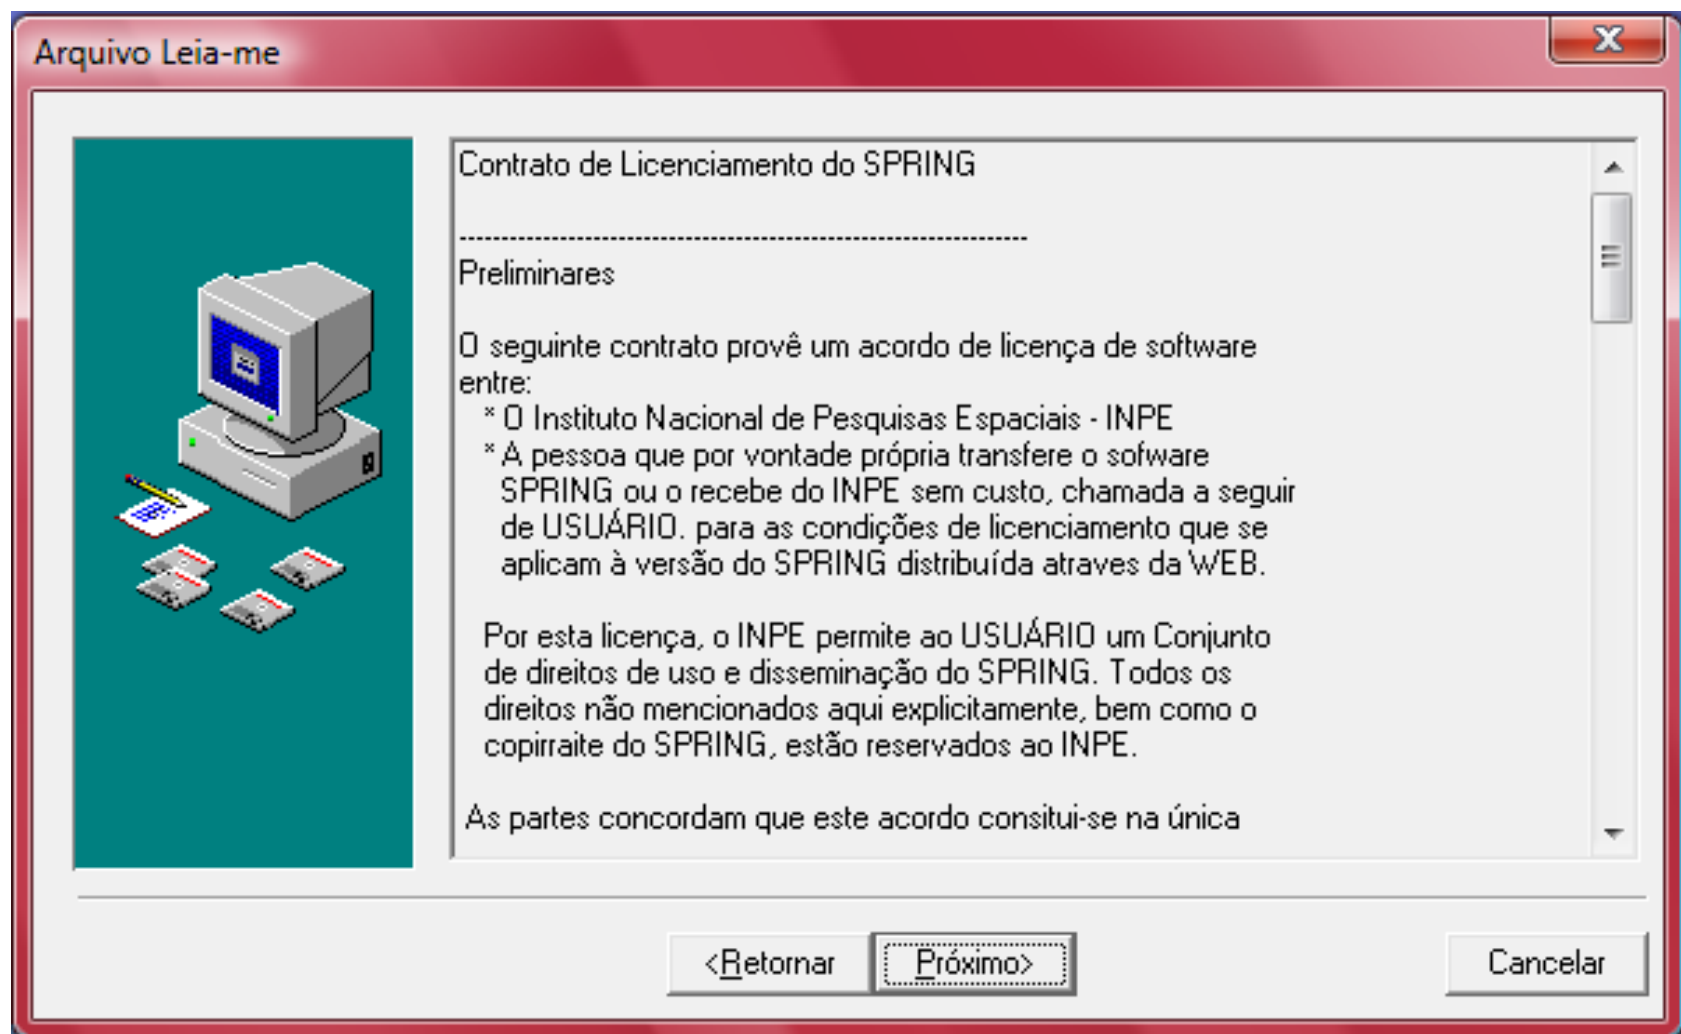 Arquivo Leia-me
Contrato de Licenciamento do SPRING
--------------------------------------------------------------------
Preliminares
O seguinte contrato provê um acordo de licença de software
entre:
* O Instituto Nacional de Pesquisas Espaciais - INPE
* A pessoa que por vontade própria transfere o sofware
SPRING ou o recebe do INPE sem custo, chamada a seguir
de USUÁRIO. para as condições de licenciamento que se
aplicam à versão do SPRING distribuída atraves da WEB.
Por esta licença, o INPE permite ao USUÁRIO um Conjunto
de direitos de uso e disseminação do SPRING. Todos os
direitos não mencionados aqui explicitamente, bem como o
copirraite do SPRING, estão reservados ao INPE.
As partes concordam que este acordo consitui-se na única
<Retornar
Próximo>
Cancelar